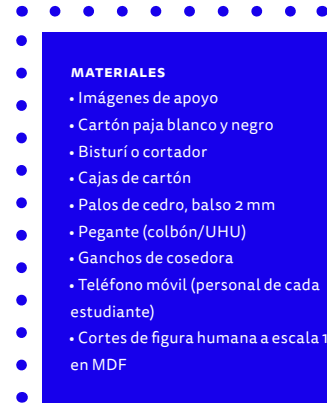 MATERIALES
• Imágenes de apoyo
• Cartón paja blanco y negro
• Bisturí o cortador
• Cajas de cartón
• Palos de cedro, balso 2 mm
• Pegante (colbón/UHU)
• Ganchos de cosedora
• Teléfono móvil (personal de cada
estudiante)
• Cortes de figura humana a escala 1
en MDF